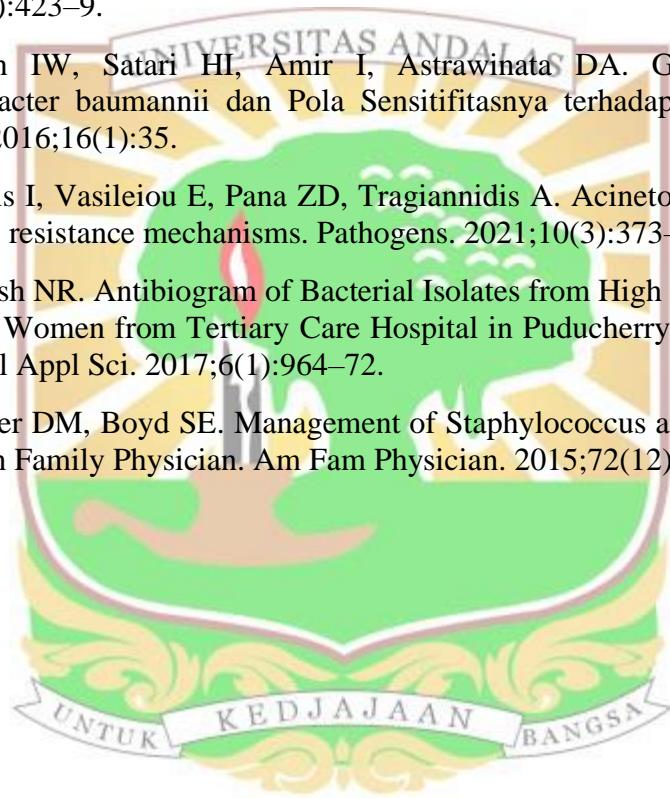 ):423–9.
UNIVERSITAS ANDALAS
n IW, Satari HI, Amir I, Astrawinata DA. G
acter baumannii dan Pola Sensitifitasnya terhadap
2016;16(1):35.
is I, Vasileiou E, Pana ZD, Tragiannidis A. Acineto
resistance mechanisms. Pathogens. 2021;10(3):373–
sh NR. Antibiogram of Bacterial Isolates from High
Women from Tertiary Care Hospital in Puducherry
l Appl Sci. 2017;6(1):964–72.
er DM, Boyd SE. Management of Staphylococcus a
n Family Physician. Am Fam Physician. 2015;72(12)
UNTUK KEDJAJAAN BANGSA